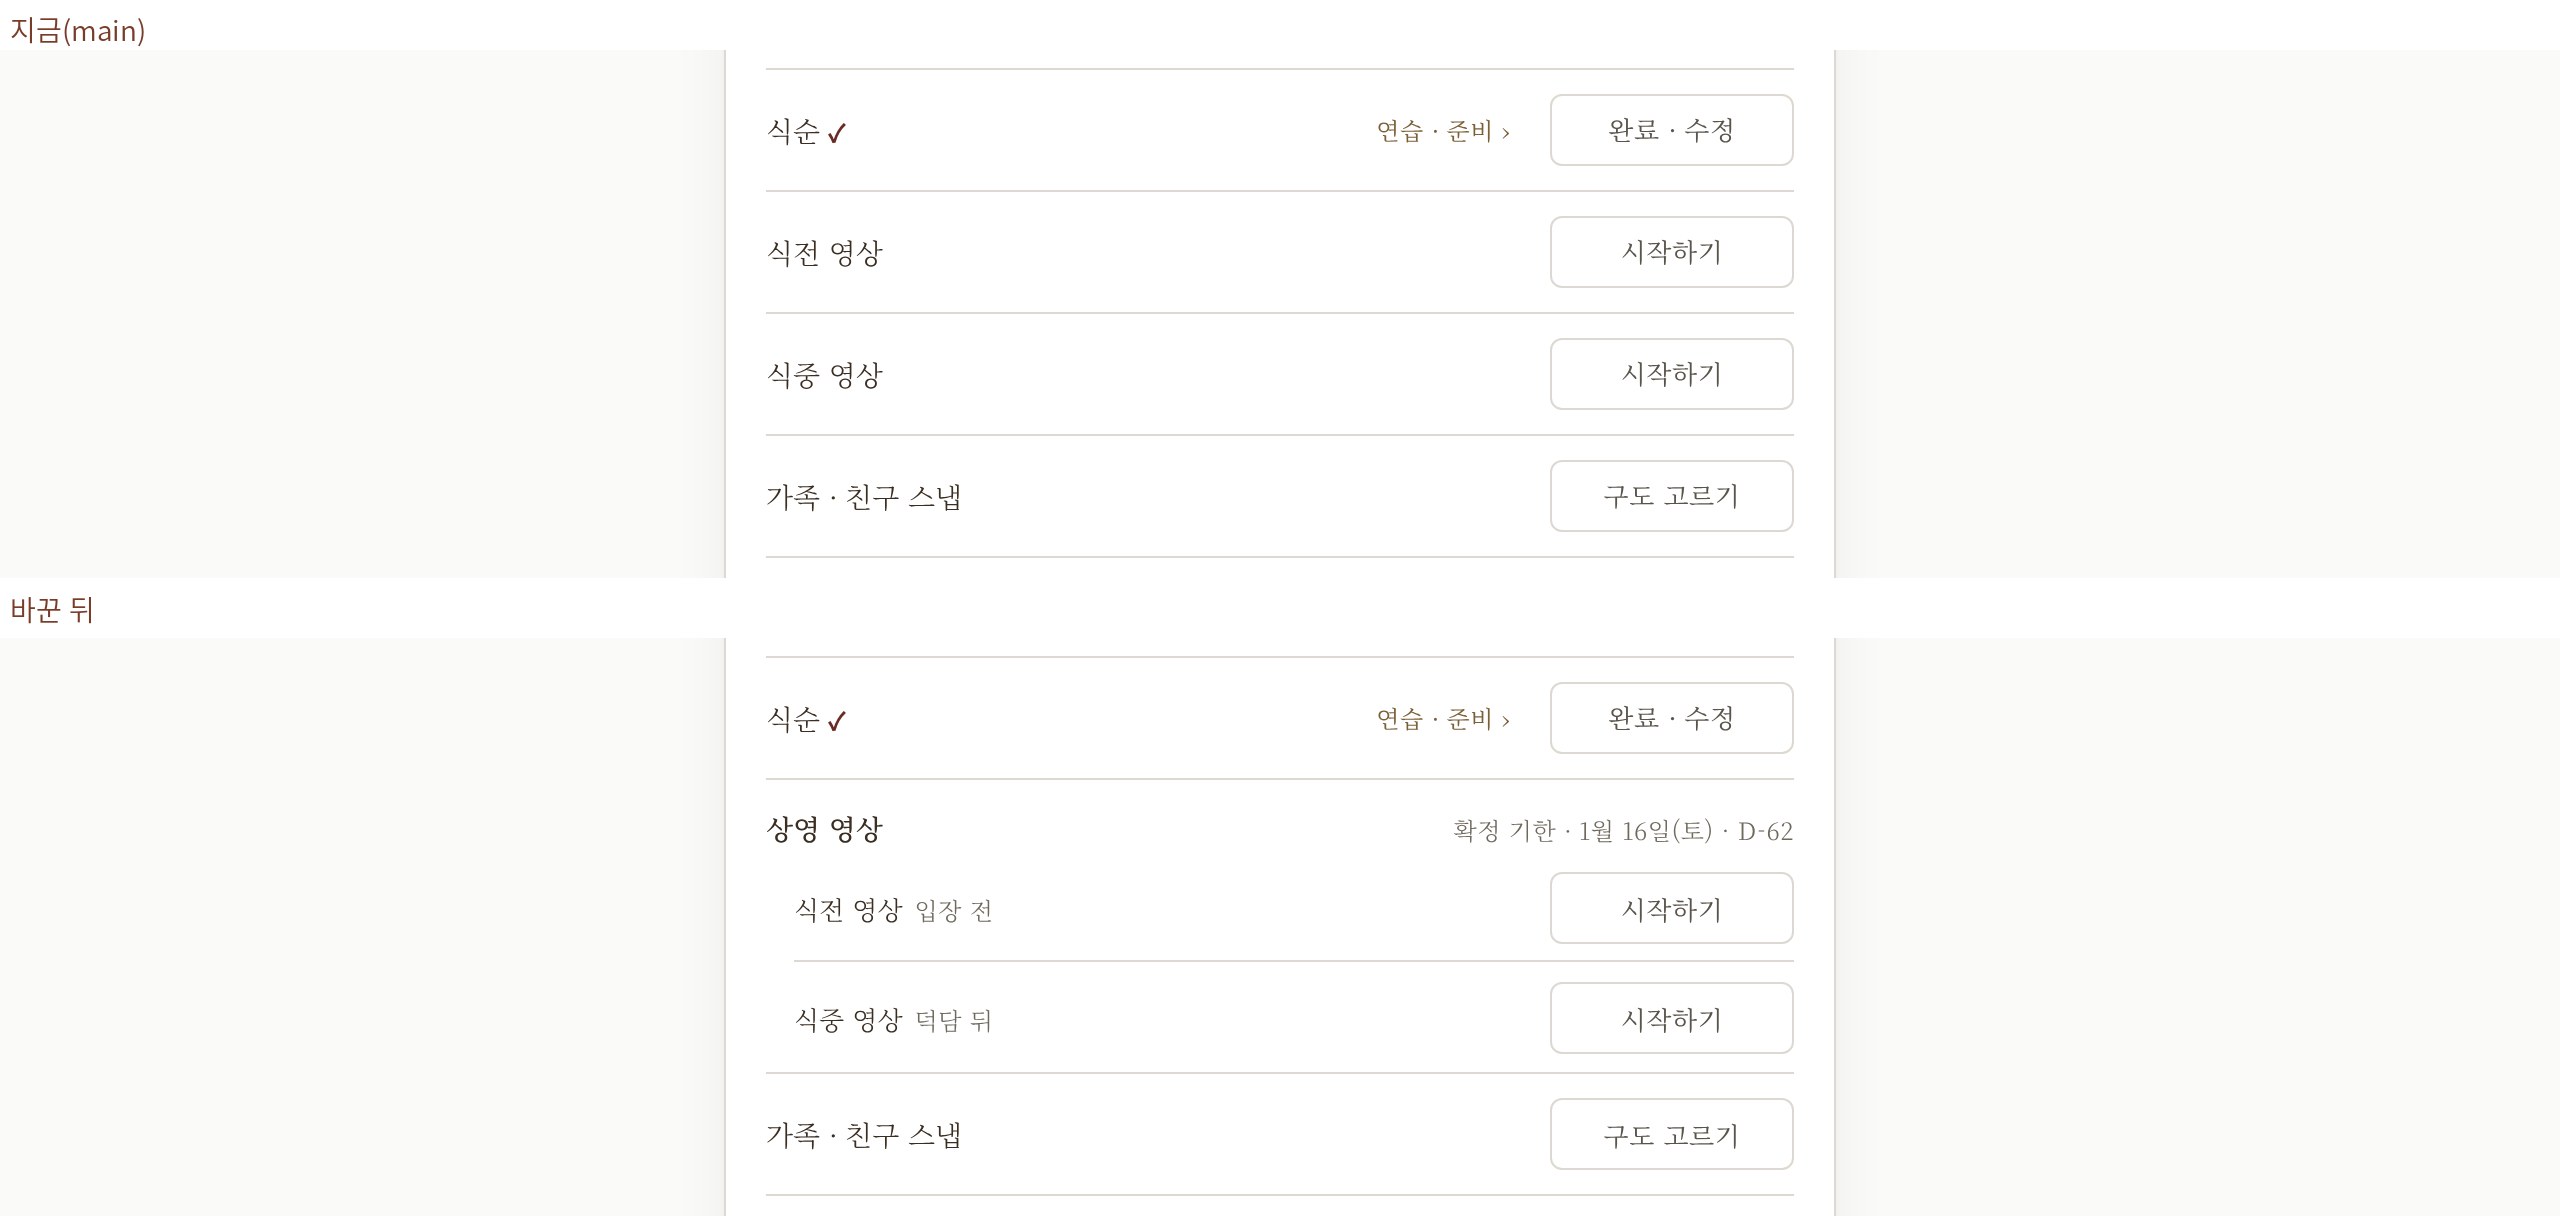 지금(main)
식순 ✓ 연습 · 준비 › 완료 · 수정
식전 영상 시작하기
식중 영상 시작하기
가족 · 친구 스냅 구도 고르기
바꾼 뒤
식순 ✓ 연습 · 준비 › 완료 · 수정
상영 영상 확정 기한 · 1월 16일(토) · D-62
식전 영상 입장 전 시작하기
식중 영상 덕담 뒤 시작하기
가족 · 친구 스냅 구도 고르기